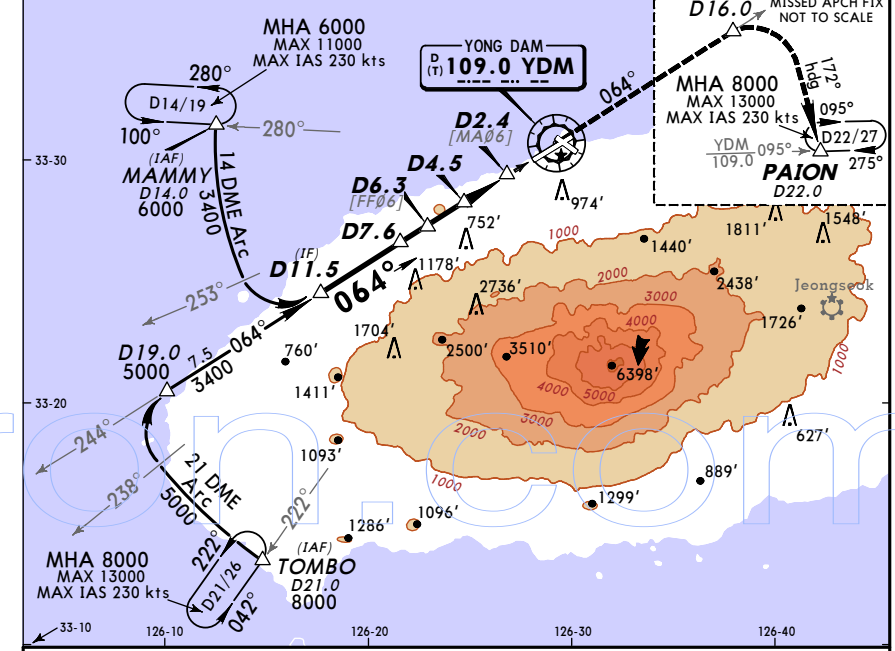 MHA 6000
MAX 11000
MAX IAS 230 kts
280°
D14/19
100°
280°
(IAF)
MAMMY
D14.0
6000
14 DME Arc
3400
YONG DAM
D
(T) 109.0 YDM
D2.4
[MA06]
D4.5
D6.3
[FF06]
D7.6
(IF)
D11.5
064°
064°
D16.0
MISSED APCH FIX
NOT TO SCALE
172°
hdg
MHA 8000
MAX 13000
MAX IAS 230 kts
095°
D22/27
YDM
109.0
095°
275°
PAION
D22.0
33-30
974'
752'
1178'
2736'
1704'
760'
1411'
2500'
3510'
6398'
1440'
2438'
1811'
1548'
Jeongseok
1726'
1000
2000
3000
4000
4000
5000
3000
2000
1000
1000
627'
889'
1299'
1093'
1096'
1286'
253°
D19.0
5000
7.5
064°
3400
33-20
244°
238°
21 DME
Arc
5000
222°
222°
D21/26
042°
(IAF)
TOMBO
D21.0
8000
MHA 8000
MAX 13000
MAX IAS 230 kts
33-10
126-10
126-20
126-30
126-40
on.com